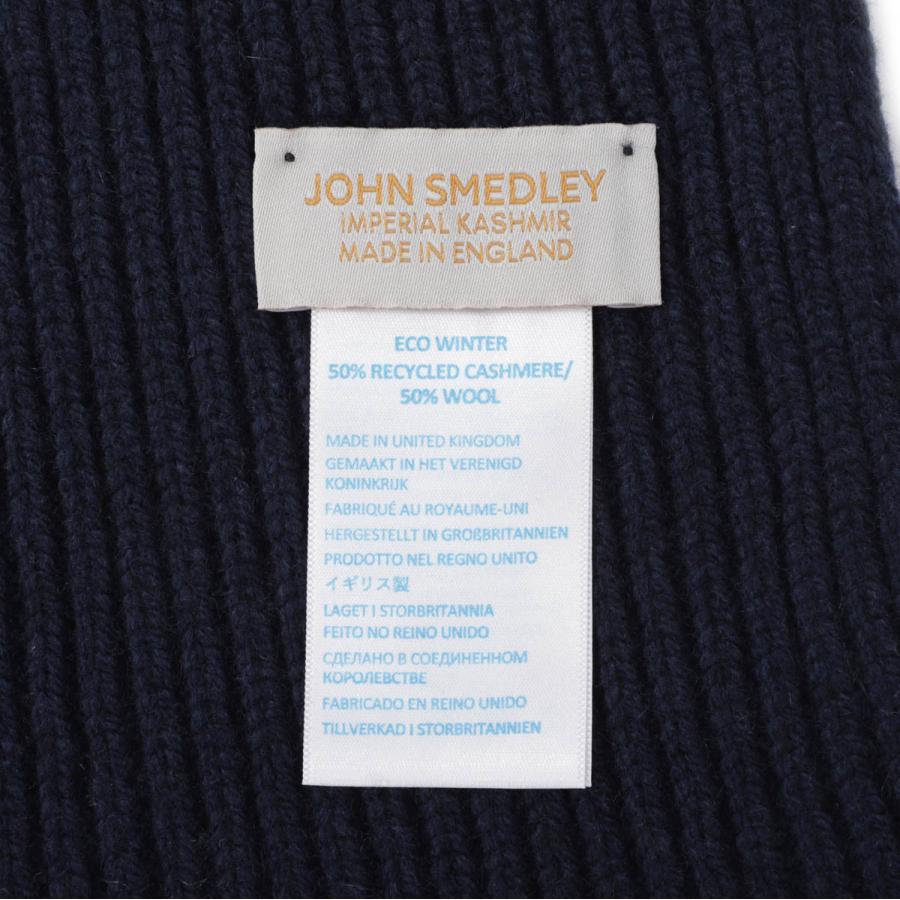 JOHN SMEDLEY
IMPERIAL KASHMIR
MADE IN ENGLAND
ECO WINTER
50% RECYCLED CASHMERE/
50% WOOL
MADE IN UNITED KINGDOM
GEMAAKT IN HET VERENIGD
KONINKRIJK
FABRIQUÉ AU ROYAUME-UNI
HERGESTELLT IN GROßBRITANNIEN
PRODOTTO NEL REGNO UNITO
イギリス製
LAGET I STORBRITANNIA
FEITO NO REINO UNIDO
СДЕЛАНО В СОЕДИНЕННОМ
КОРОЛЕВСТВЕ
FABRICADO EN REINO UNIDO
TILLVERKAD I STORBRITANNIEN